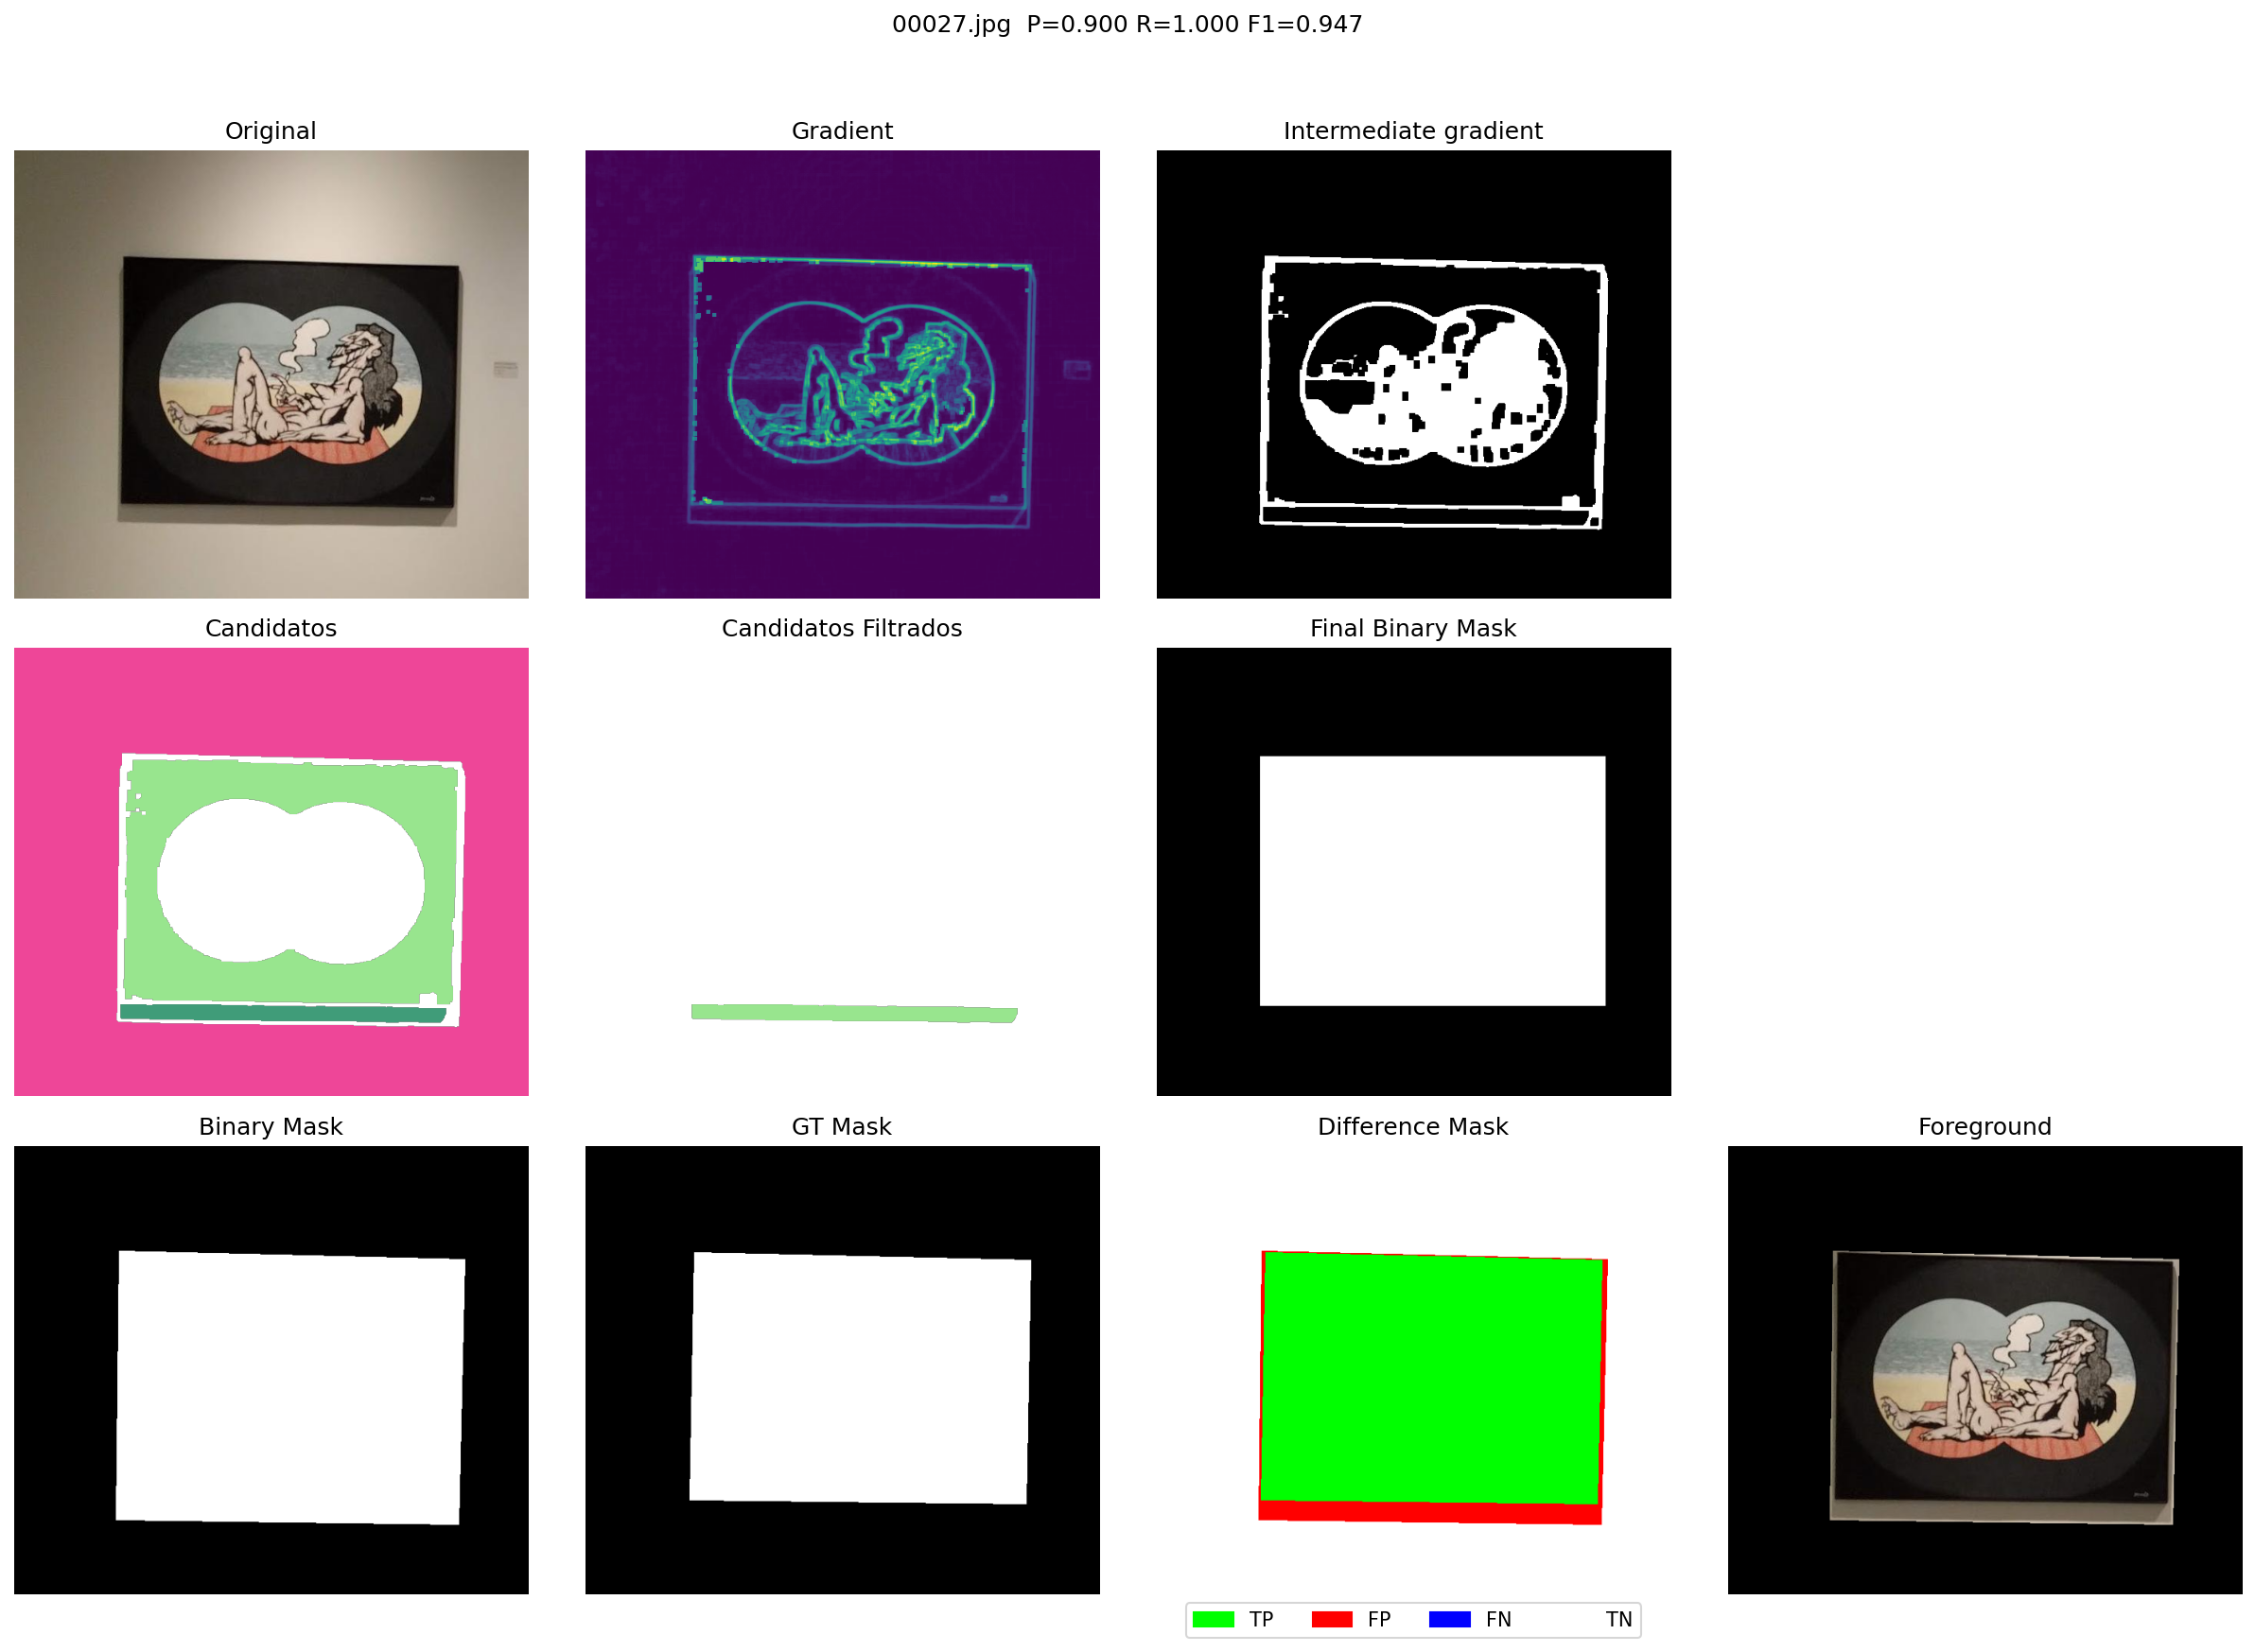 00027.jpg  P=0.900 R=1.000 F1=0.947
Original
Gradient
Intermediate gradient
Candidatos
Candidatos Filtrados
Final Binary Mask
Binary Mask
GT Mask
Difference Mask
Foreground
TP
FP
FN
TN